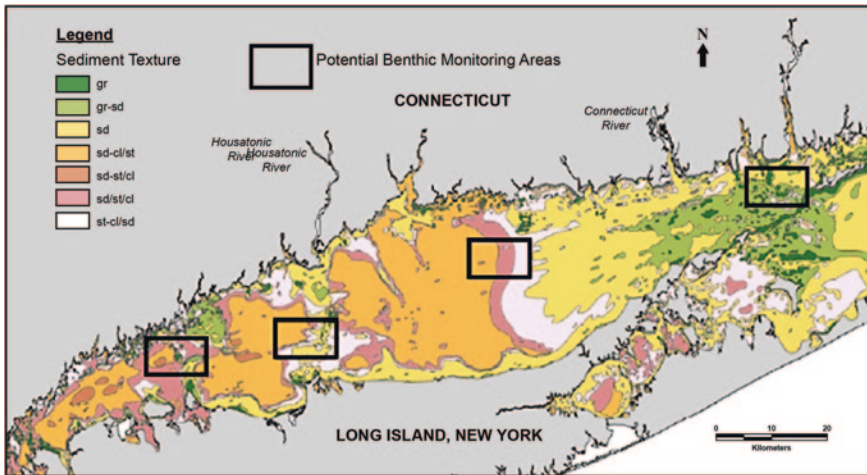 Legend
Sediment Texture
gr
gr-sd
sd
sd-cl/st
sd-st/cl
sd/st/cl
st-cl/sd
Potential Benthic Monitoring Areas
N
CONNECTICUT
Connecticut
River
Housatonic
River
Housatonic
River
LONG ISLAND, NEW YORK
0 10 20
Kilometers